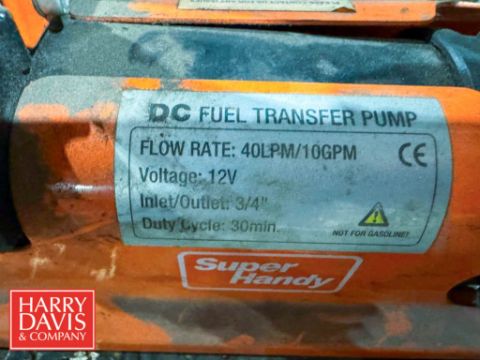 DC FUEL TRANSFER PUMP
FLOW RATE: 40LPM/10GPM
CE
Voltage: 12V
Inlet/Outlet: 3/4"
Duty Cycle: 30min.
NOT FOR GASOLINE!
Super
Handy
HARRY
DAVIS
& COMPANY